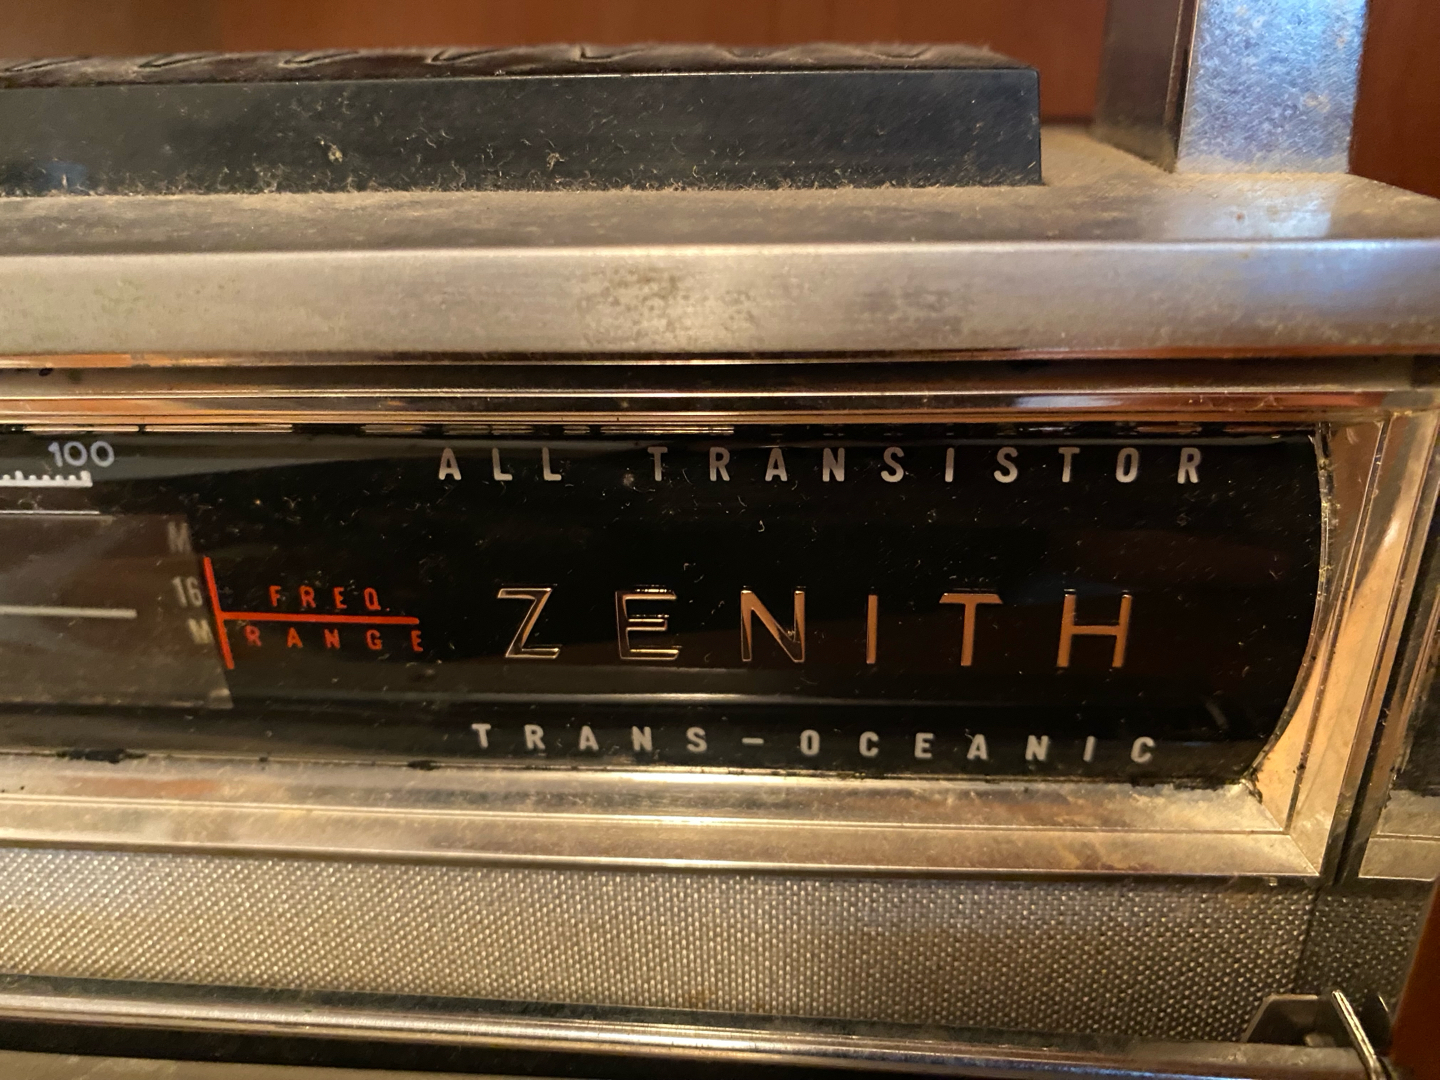 100
ALL TRANSISTOR
M
16
M
FREQ
RANGE
ZENITH
TRANS-OCEANIC